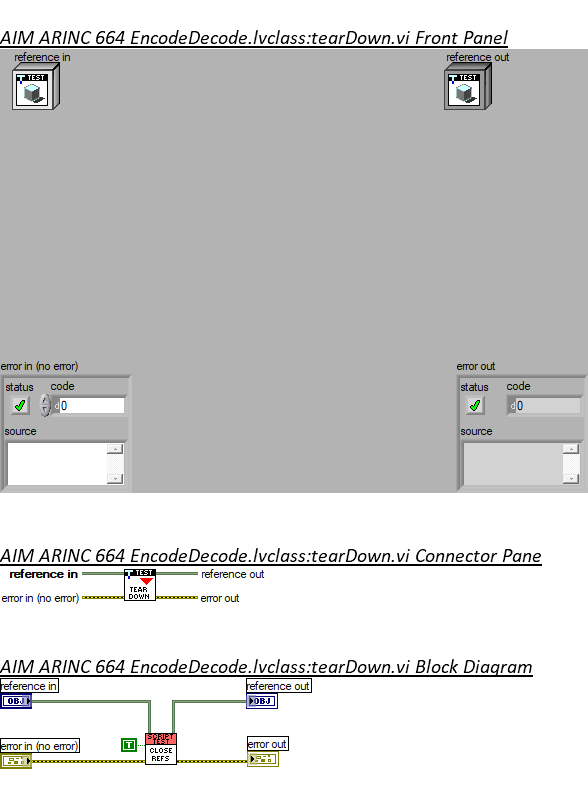 AIM ARINC 664 EncodeDecode.lvclass:tearDown.vi Front Panel
reference in
reference out
TEST
TEST
error in (no error)
error out
status code
status code
d 0
d 0
source
source
AIM ARINC 664 EncodeDecode.lvclass:tearDown.vi Connector Pane
reference in
TEST
reference out
error in (no error)
TEAR
DOWN
error out
AIM ARINC 664 EncodeDecode.lvclass:tearDown.vi Block Diagram
reference in
reference out
OBJ
OBJ
SCRIPT
TEST
error in (no error)
T
CLOSE
REFS
error out